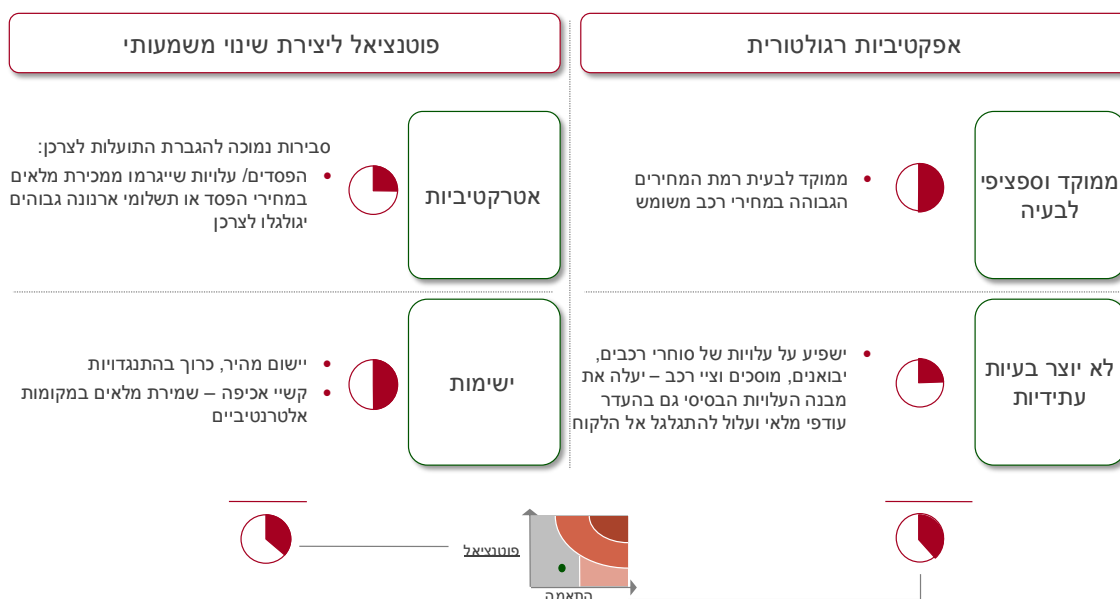 אפקטיביות רגולטורית
ממוקד וספציפי
לבעיה
ממוקד לבעית רמת המחירים
הגבוהה במחירי רכב משומש
לא יוצר בעיות
עתידיות
ישפיע על עלויות של סוחרי רכבים,
יבואנים, מוסכים וציי רכב – יעלה את
מבנה העלויות הבסיסי גם בהעדר
עודפי מלאי ועלול להתגלגל אל הלקוח
פוטנציאל ליצירת שינוי משמעותי
אטרקטיביות
סבירות נמוכה להגברת התועלות לצרכן:
הפסדים/ עלויות שייגרמו ממכירת מלאים
במחירי הפסד או תשלומי ארנונה גבוהים
יגולגלו לצרכן
ישימות
יישום מהיר, כרוך בהתנגדויות
קשיי אכיפה – שמירת מלאים במקומות
אלטרנטיביים
פוטנציאל
התאמה